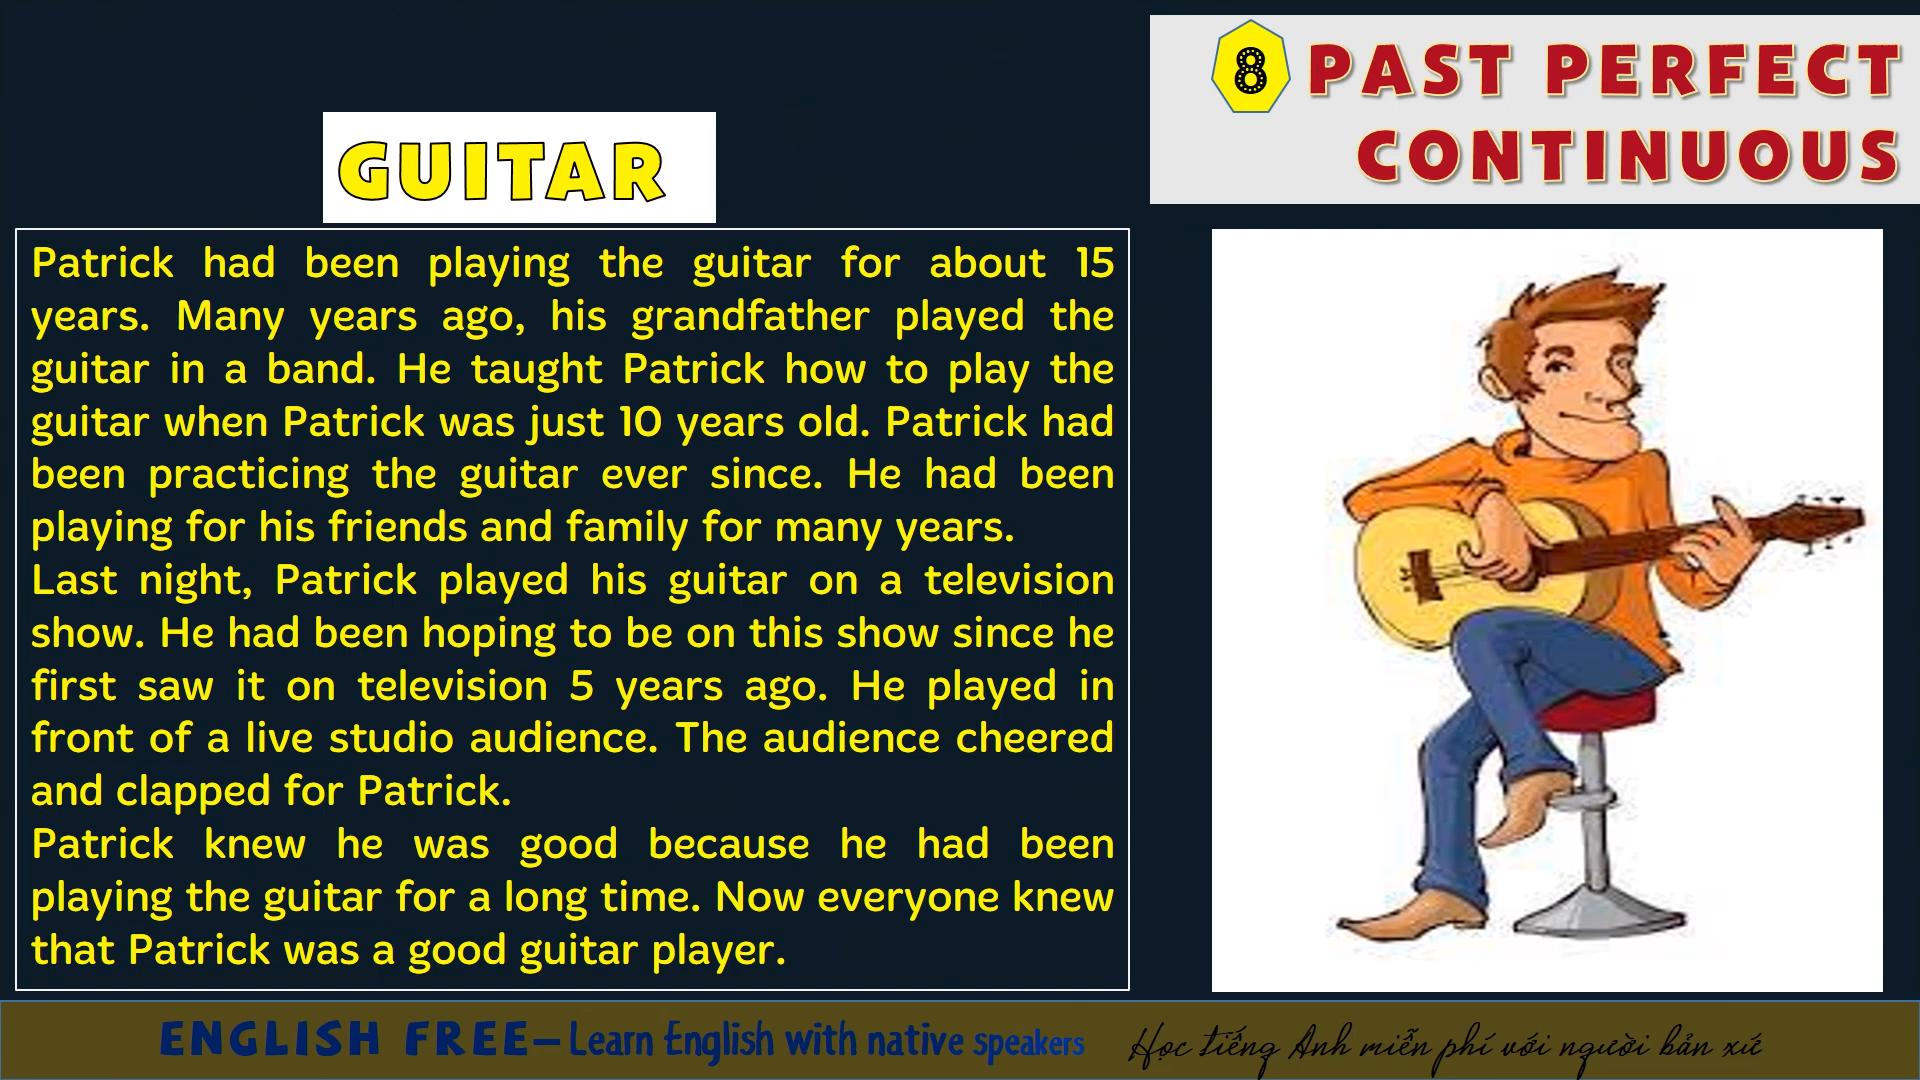 8 PAST PERFECT
CONTINUOUS
GUITAR
Patrick had been playing the guitar for about 15
years. Many years ago, his grandfather played the
guitar in a band. He taught Patrick how to play the
guitar when Patrick was just 10 years old. Patrick had
been practicing the guitar ever since. He had been
playing for his friends and family for many years.
Last night, Patrick played his guitar on a television
show. He had been hoping to be on this show since he
first saw it on television 5 years ago. He played in
front of a live studio audience. The audience cheered
and clapped for Patrick.
Patrick knew he was good because he had been
playing the guitar for a long time. Now everyone knew
that Patrick was a good guitar player.
ENGLISH FREE– Learn English with native speakers Học tiếng Anh miễn phí với người bản xứ